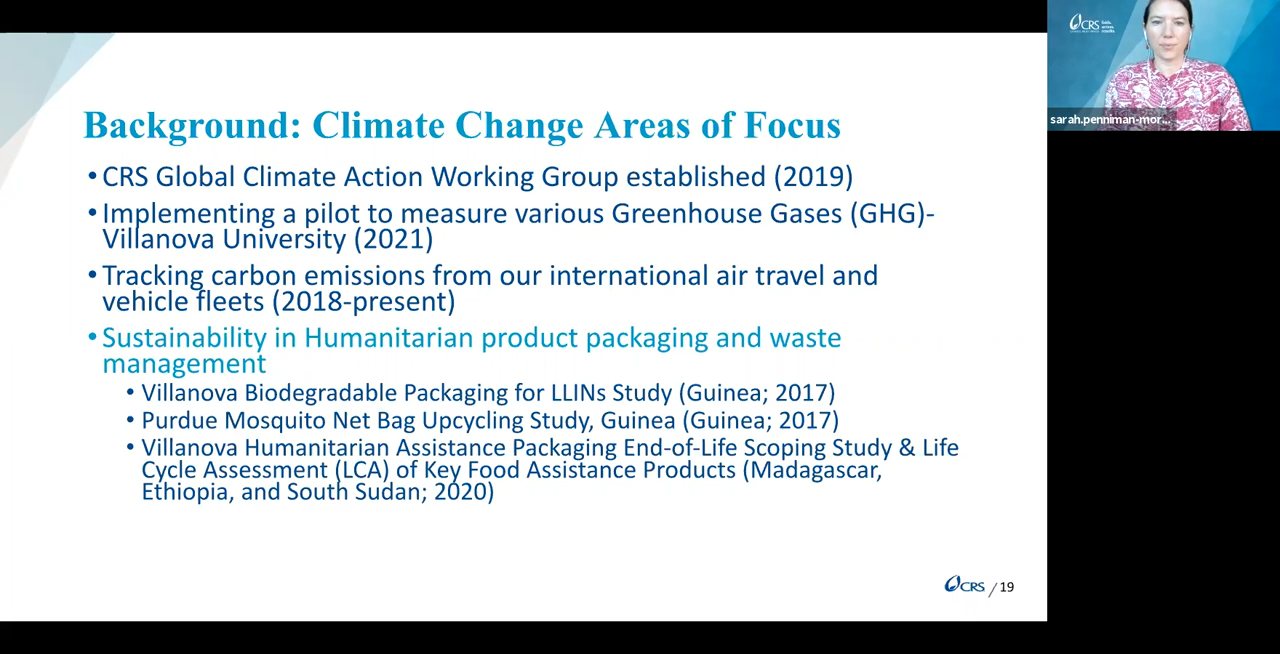 Background: Climate Change Areas of Focus
• CRS Global Climate Action Working Group established (2019)
• Implementing a pilot to measure various Greenhouse Gases (GHG)-
Villanova University (2021)
• Tracking carbon emissions from our international air travel and
vehicle fleets (2018-present)
• Sustainability in Humanitarian product packaging and waste
management
• Villanova Biodegradable Packaging for LLINs Study (Guinea; 2017)
• Purdue Mosquito Net Bag Upcycling Study, Guinea (Guinea; 2017)
• Villanova Humanitarian Assistance Packaging End-of-Life Scoping Study & Life
Cycle Assessment (LCA) of Key Food Assistance Products (Madagascar,
Ethiopia, and South Sudan; 2020)
CRS / 19
CRS
sarah.penniman-mor...